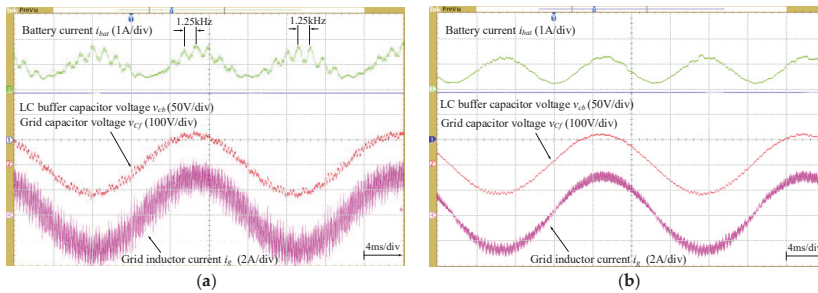 PreVu
1.25kHz
1.25kHz
Battery current ibat (1A/div)
LC buffer capacitor voltage vcb (50V/div)
Grid capacitor voltage vCf (100V/div)
Grid inductor current ig (2A/div)
4ms/div
(a)
PreVu
Battery current ibat (1A/div)
LC buffer capacitor voltage vcb (50V/div)
Grid capacitor voltage vCf (100V/div)
Grid inductor current ig (2A/div)
4ms/div
(b)